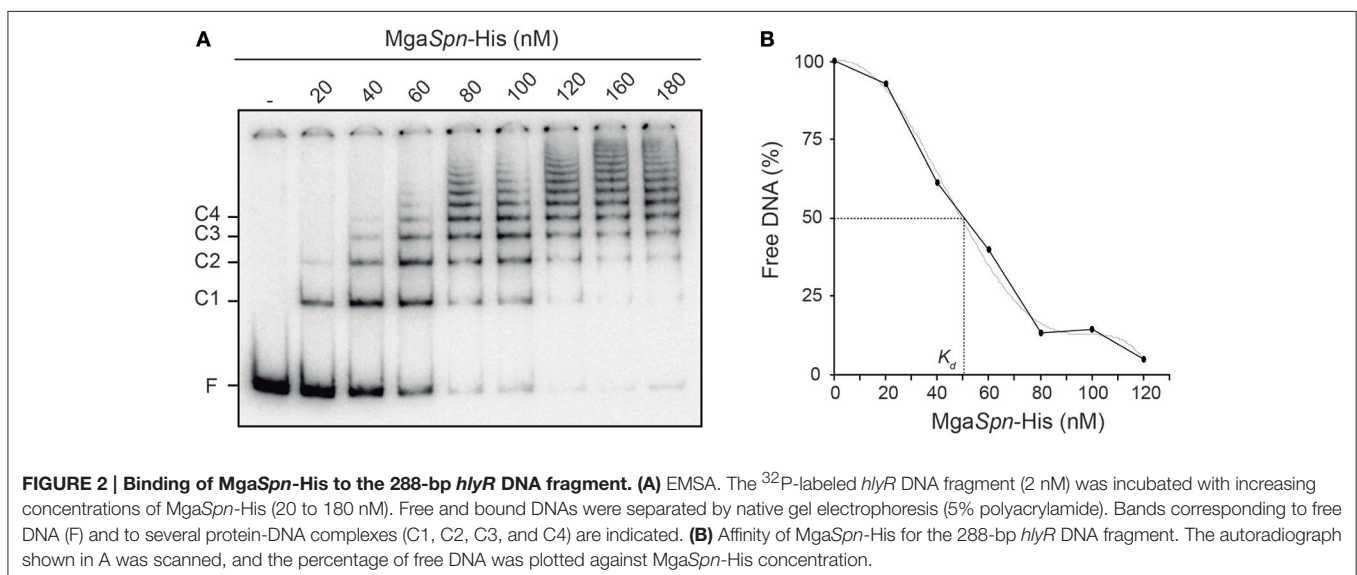 A
MgaSpn-His (nM)
- 20 40 60 80 100 120 160 180
C4
C3
C2
C1
F
B
100
75
50
25
0
Free DNA (%)
Kd
0 20 40 60 80 100 120
MgaSpn-His (nM)
FIGURE 2 | Binding of MgaSpn-His to the 288-bp hlyR DNA fragment. (A) EMSA. The 32P-labeled hlyR DNA fragment (2 nM) was incubated with increasing
concentrations of MgaSpn-His (20 to 180 nM). Free and bound DNAs were separated by native gel electrophoresis (5% polyacrylamide). Bands corresponding to free
DNA (F) and to several protein-DNA complexes (C1, C2, C3, and C4) are indicated. (B) Affinity of MgaSpn-His for the 288-bp hlyR DNA fragment. The autoradiograph
shown in A was scanned, and the percentage of free DNA was plotted against MgaSpn-His concentration.